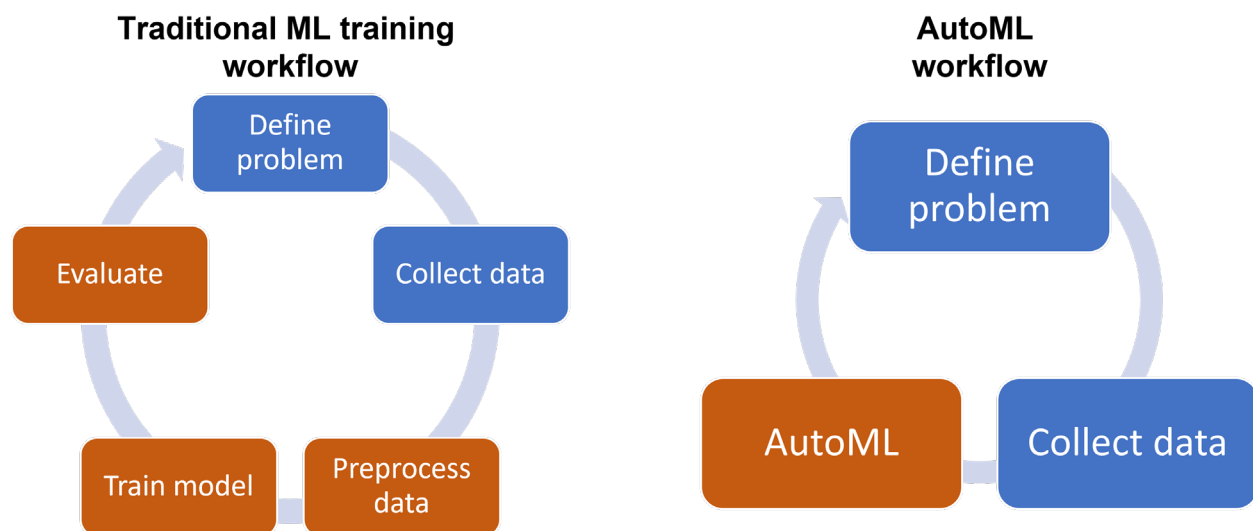 Traditional ML training
workflow
Define
problem
Collect data
Preprocess
data
Train model
Evaluate
AutoML
workflow
Define
problem
Collect data
AutoML